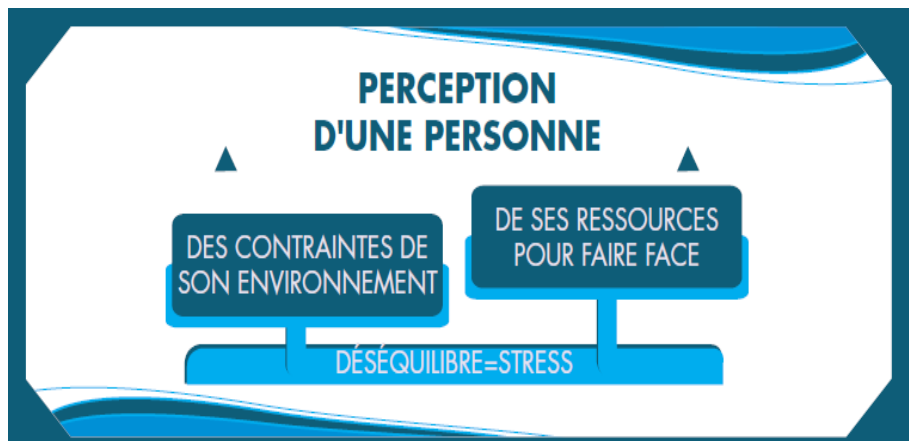 PERCEPTION
D'UNE PERSONNE
DES CONTRAINTES DE
SON ENVIRONNEMENT
DE SES RESSOURCES
POUR FAIRE FACE
DÉSÉQUILIBRE=STRESS